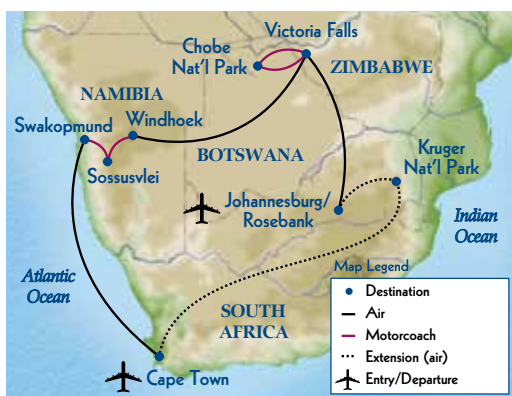 Victoria Falls
Chobe
Nat'l Park
ZIMBABWE
NAMIBIA
Swakopmund
Windhoek
Kruger
Nat'l Park
BOTSWANA
Sossusvlei
Johannesburg/
Rosebank
Indian
Ocean
Atlantic
Ocean
SOUTH
AFRICA
Cape Town
Map Legend
Destination
Air
Motorcoach
Extension (air)
Entry/Departure